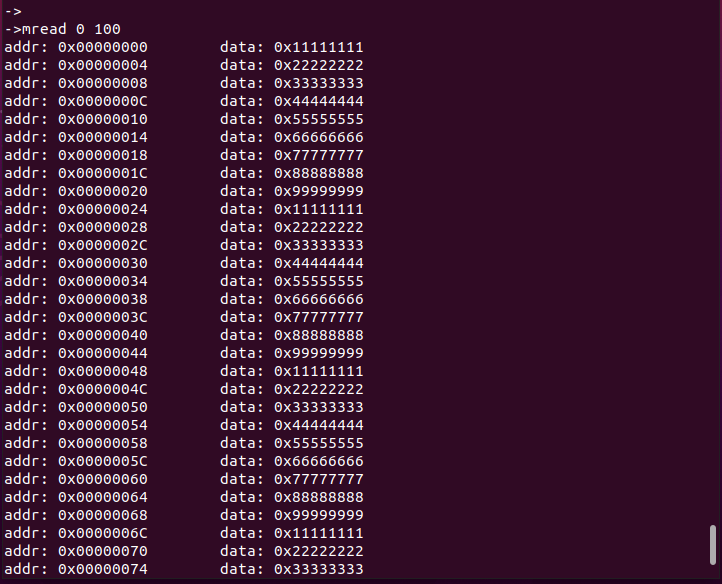 ->
->mread 0 100
addr: 0x00000000 data: 0x11111111
addr: 0x00000004 data: 0x22222222
addr: 0x00000008 data: 0x33333333
addr: 0x0000000C data: 0x44444444
addr: 0x00000010 data: 0x55555555
addr: 0x00000014 data: 0x66666666
addr: 0x00000018 data: 0x77777777
addr: 0x0000001C data: 0x88888888
addr: 0x00000020 data: 0x99999999
addr: 0x00000024 data: 0x11111111
addr: 0x00000028 data: 0x22222222
addr: 0x0000002C data: 0x33333333
addr: 0x00000030 data: 0x44444444
addr: 0x00000034 data: 0x55555555
addr: 0x00000038 data: 0x66666666
addr: 0x0000003C data: 0x77777777
addr: 0x00000040 data: 0x88888888
addr: 0x00000044 data: 0x99999999
addr: 0x00000048 data: 0x11111111
addr: 0x0000004C data: 0x22222222
addr: 0x00000050 data: 0x33333333
addr: 0x00000054 data: 0x44444444
addr: 0x00000058 data: 0x55555555
addr: 0x0000005C data: 0x66666666
addr: 0x00000060 data: 0x77777777
addr: 0x00000064 data: 0x88888888
addr: 0x00000068 data: 0x99999999
addr: 0x0000006C data: 0x11111111
addr: 0x00000070 data: 0x22222222
addr: 0x00000074 data: 0x33333333